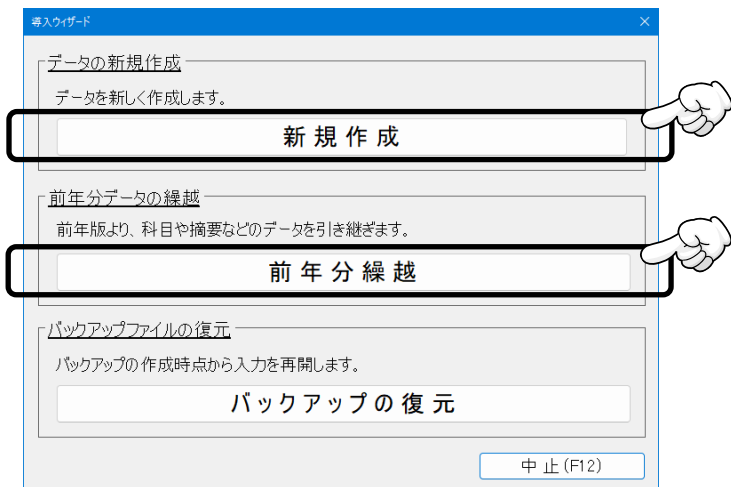 導入ウィザード
データの新規作成
データを新しく作成します。
新規作成
前年分データの繰越
前年版より、科目や摘要などのデータを引き継ぎます。
前年分繰越
バックアップファイルの復元
バックアップの作成時点から入力を再開します。
バックアップの復元
中止(F12)